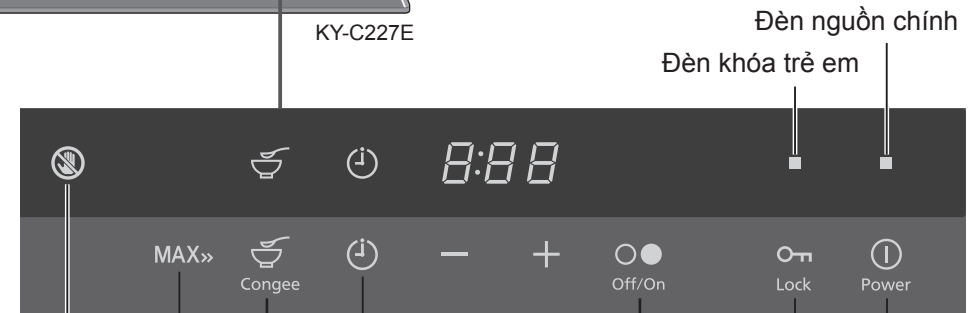 KY-C227E
Đèn nguồn chính
Đèn khóa trẻ em
8:88
MAX»
Congee
Off/On
Lock
Power